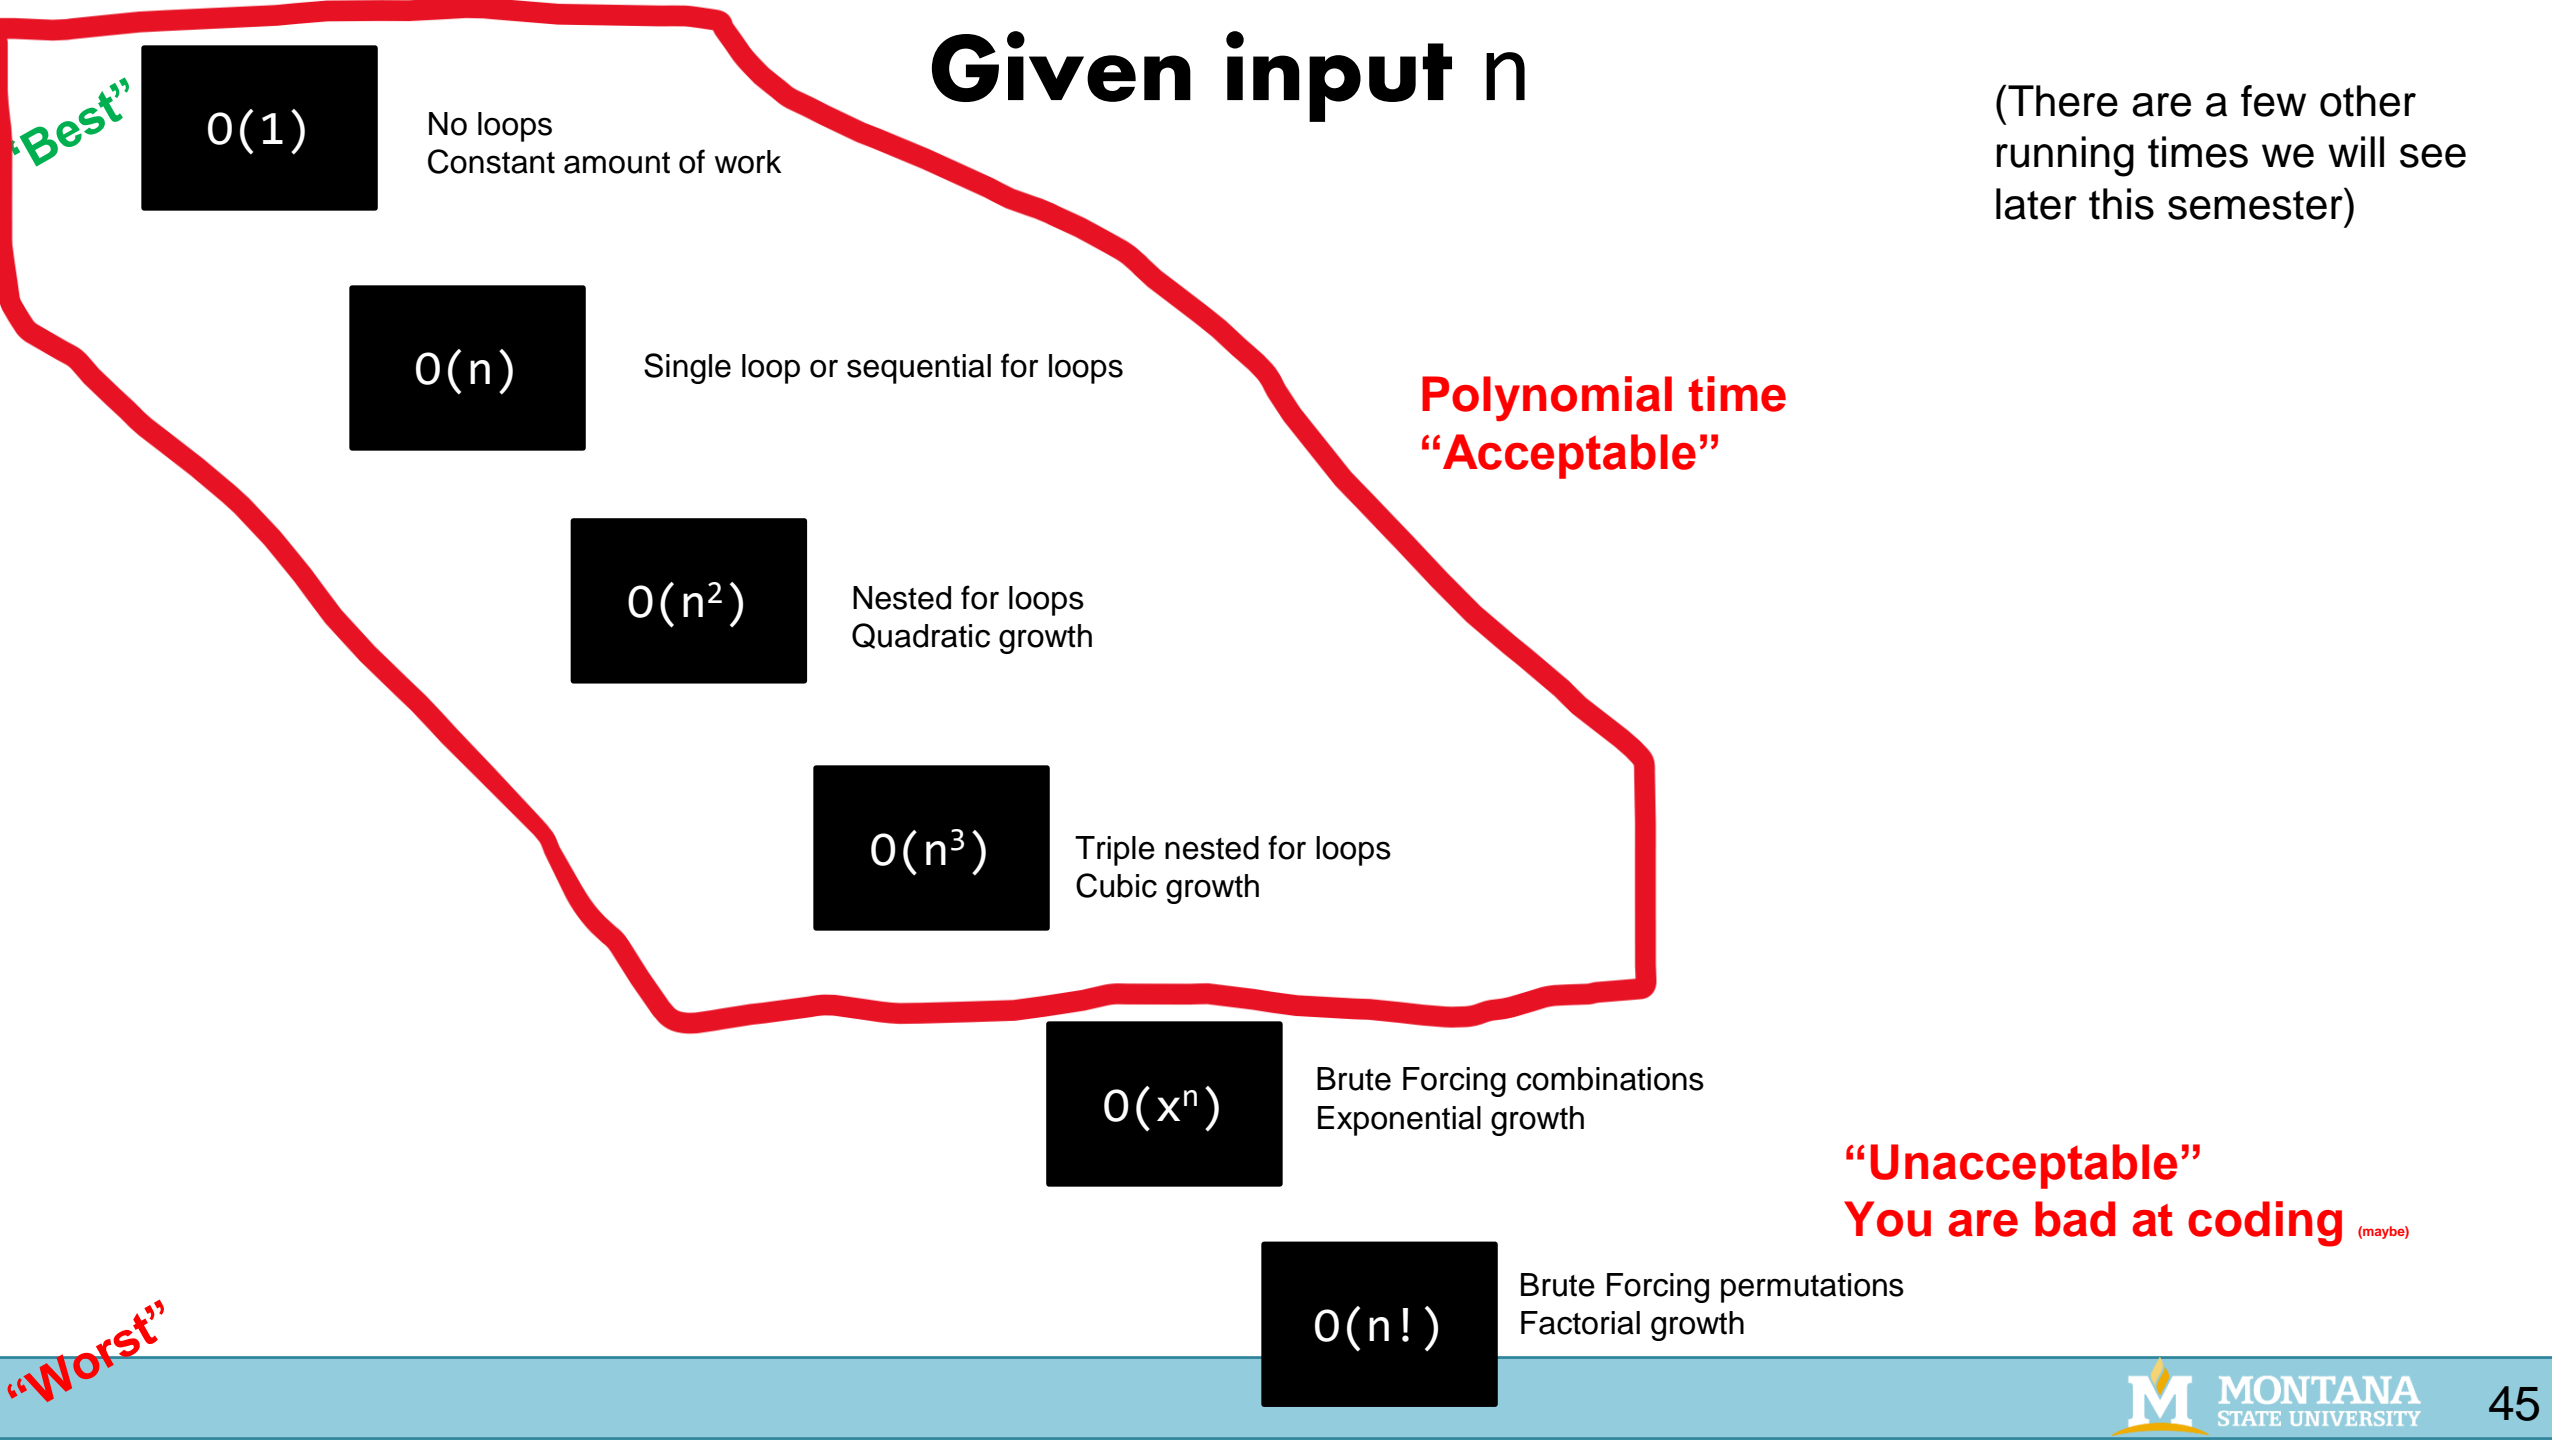 Given input n
(There are a few other
running times we will see
later this semester)
“Best”
O(1)
No loops
Constant amount of work
O(n)
Single loop or sequential for loops
Polynomial time
“Acceptable”
O(n²)
Nested for loops
Quadratic growth
O(n³)
Triple nested for loops
Cubic growth
O(xⁿ)
Brute Forcing combinations
Exponential growth
“Unacceptable”
You are bad at coding (maybe)
O(n!)
Brute Forcing permutations
Factorial growth
“Worst”
M MONTANA
STATE UNIVERSITY
45